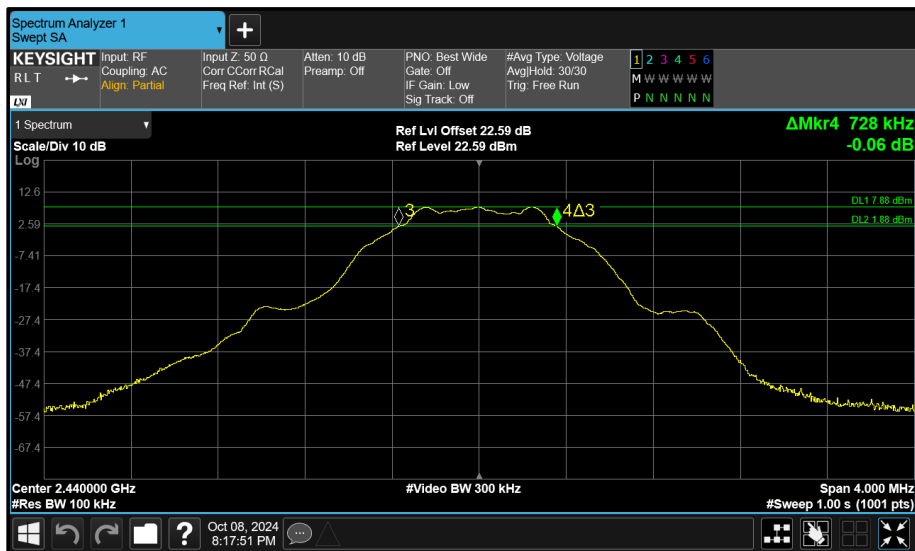 Spectrum Analyzer 1
Swept SA
+
KEYSIGHT
R L T
LXI
Input: RF
Coupling: AC
Align: Partial
Input Z: 50 Ω
Corr CCorr RCal
Freq Ref: Int (S)
Atten: 10 dB
Preamp: Off
PNO: Best Wide
Gate: Off
IF Gain: Low
Sig Track: Off
#Avg Type: Voltage
Avg|Hold: 30/30
Trig: Free Run
1 2 3 4 5 6
M W W W W W
P N N N N N
1 Spectrum
Scale/Div 10 dB
Ref Lvl Offset 22.59 dB
Ref Level 22.59 dBm
ΔMkr4 728 kHz
-0.06 dB
Log
12.6
2.59
-7.41
-17.4
-27.4
-37.4
-47.4
-57.4
-67.4
3
4Δ3
DL1 7.88 dBm
DL2 1.88 dBm
Center 2.440000 GHz
#Video BW 300 kHz
Span 4.000 MHz
#Res BW 100 kHz
#Sweep 1.00 s (1001 pts)
?
Oct 08, 2024
8:17:51 PM